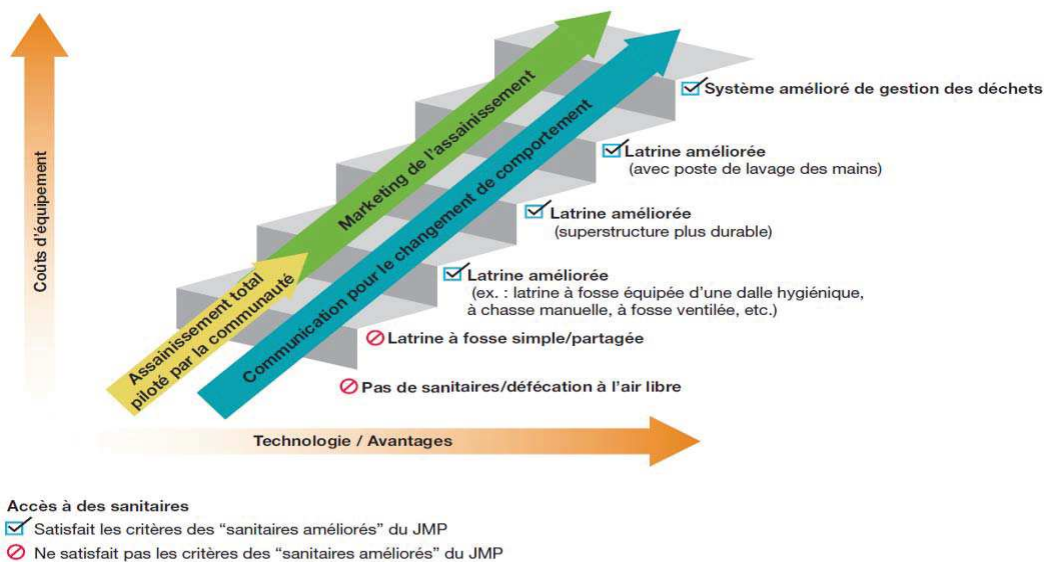 Coûts d'équipement
Assainissement total
piloté par la communauté
Marketing de l'assainissement
Communication pour le changement de comportement
Système amélioré de gestion des déchets
Latrine améliorée
(avec poste de lavage des mains)
Latrine améliorée
(superstructure plus durable)
Latrine améliorée
(ex. : latrine à fosse équipée d'une dalle hygiénique,
à chasse manuelle, à fosse ventilée, etc.)
Latrine à fosse simple/partagée
Pas de sanitaires/défécation à l'air libre
Technologie / Avantages
Accès à des sanitaires
Satisfait les critères des "sanitaires améliorés" du JMP
Ne satisfait pas les critères des "sanitaires améliorés" du JMP